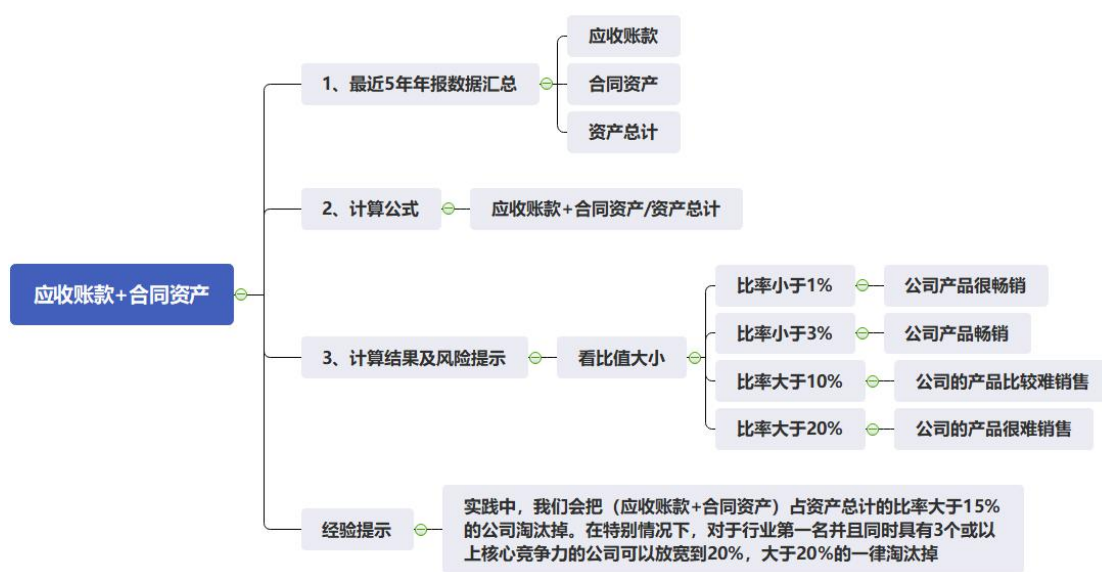 应收账款+合同资产
1、最近5年年报数据汇总
应收账款
合同资产
资产总计
2、计算公式
应收账款+合同资产/资产总计
3、计算结果及风险提示
看比值大小
比率小于1%
公司产品很畅销
比率小于3%
公司产品畅销
比率大于10%
公司的产品比较难销售
比率大于20%
公司的产品很难销售
经验提示
实践中，我们会把（应收账款+合同资产）占资产总计的比率大于15%
的公司淘汰掉。在特别情况下，对于行业第一名并且同时具有3个或以
上核心竞争力的公司可以放宽到20%，大于20%的一律淘汰掉